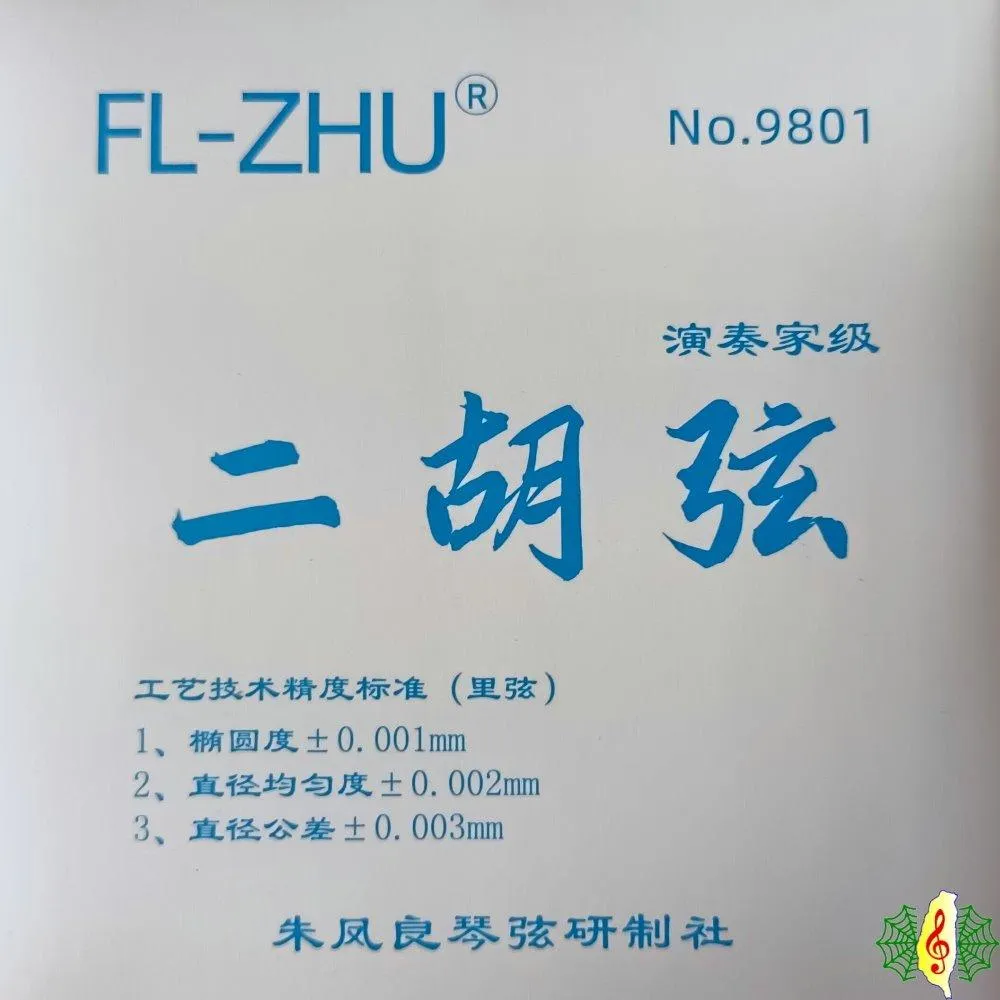 FL-ZHU®
No.9801
演奏家级
二胡弦
工艺技术精度标准（里弦）
1、椭圆度±0.001mm
2、直径均匀度±0.002mm
3、直径公差±0.003mm
朱凤良琴弦研制社